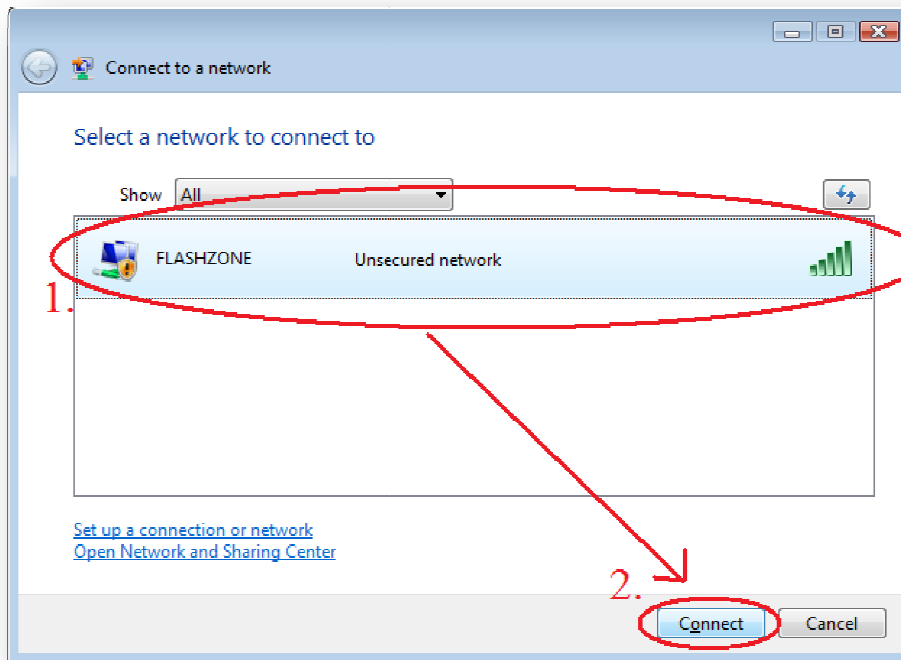 Connect to a network
Select a network to connect to
Show All
FLASHZONE Unsecured network
1.
Set up a connection or network
Open Network and Sharing Center
2.
Connect Cancel